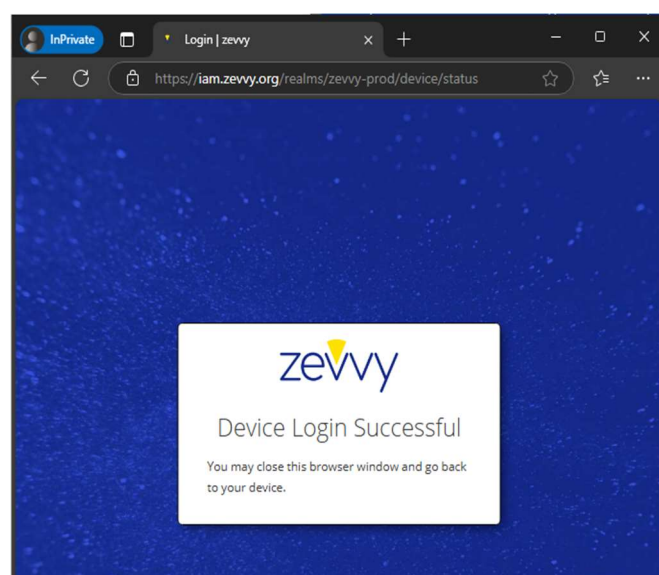 InPrivate
Login | zevvy
https://iam.zevvy.org/realms/zevvy-prod/device/status
zevvy
Device Login Successful
You may close this browser window and go back
to your device.